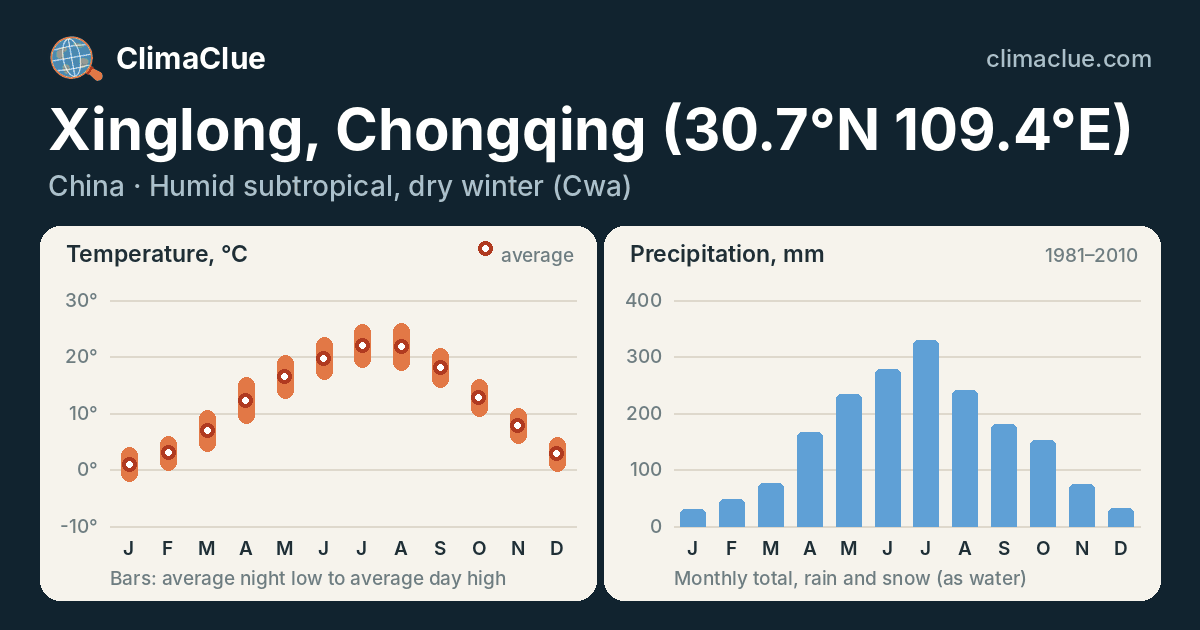 ClimaClue
climaclue.com
Xinglong, Chongqing (30.7°N 109.4°E)
China · Humid subtropical, dry winter (Cwa)
Temperature, °C
average
30°
20°
10°
0°
-10°
J F M A M J J A S O N D
Bars: average night low to average day high
Precipitation, mm
1981–2010
400
300
200
100
0
J F M A M J J A S O N D
Monthly total, rain and snow (as water)